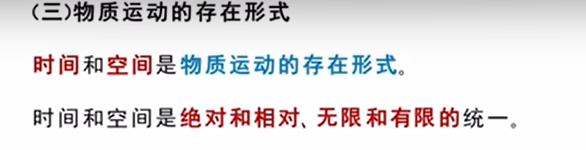 (三)物质运动的存在形式
时间和空间是物质运动的存在形式。
时间和空间是绝对和相对、无限和有限的统一。